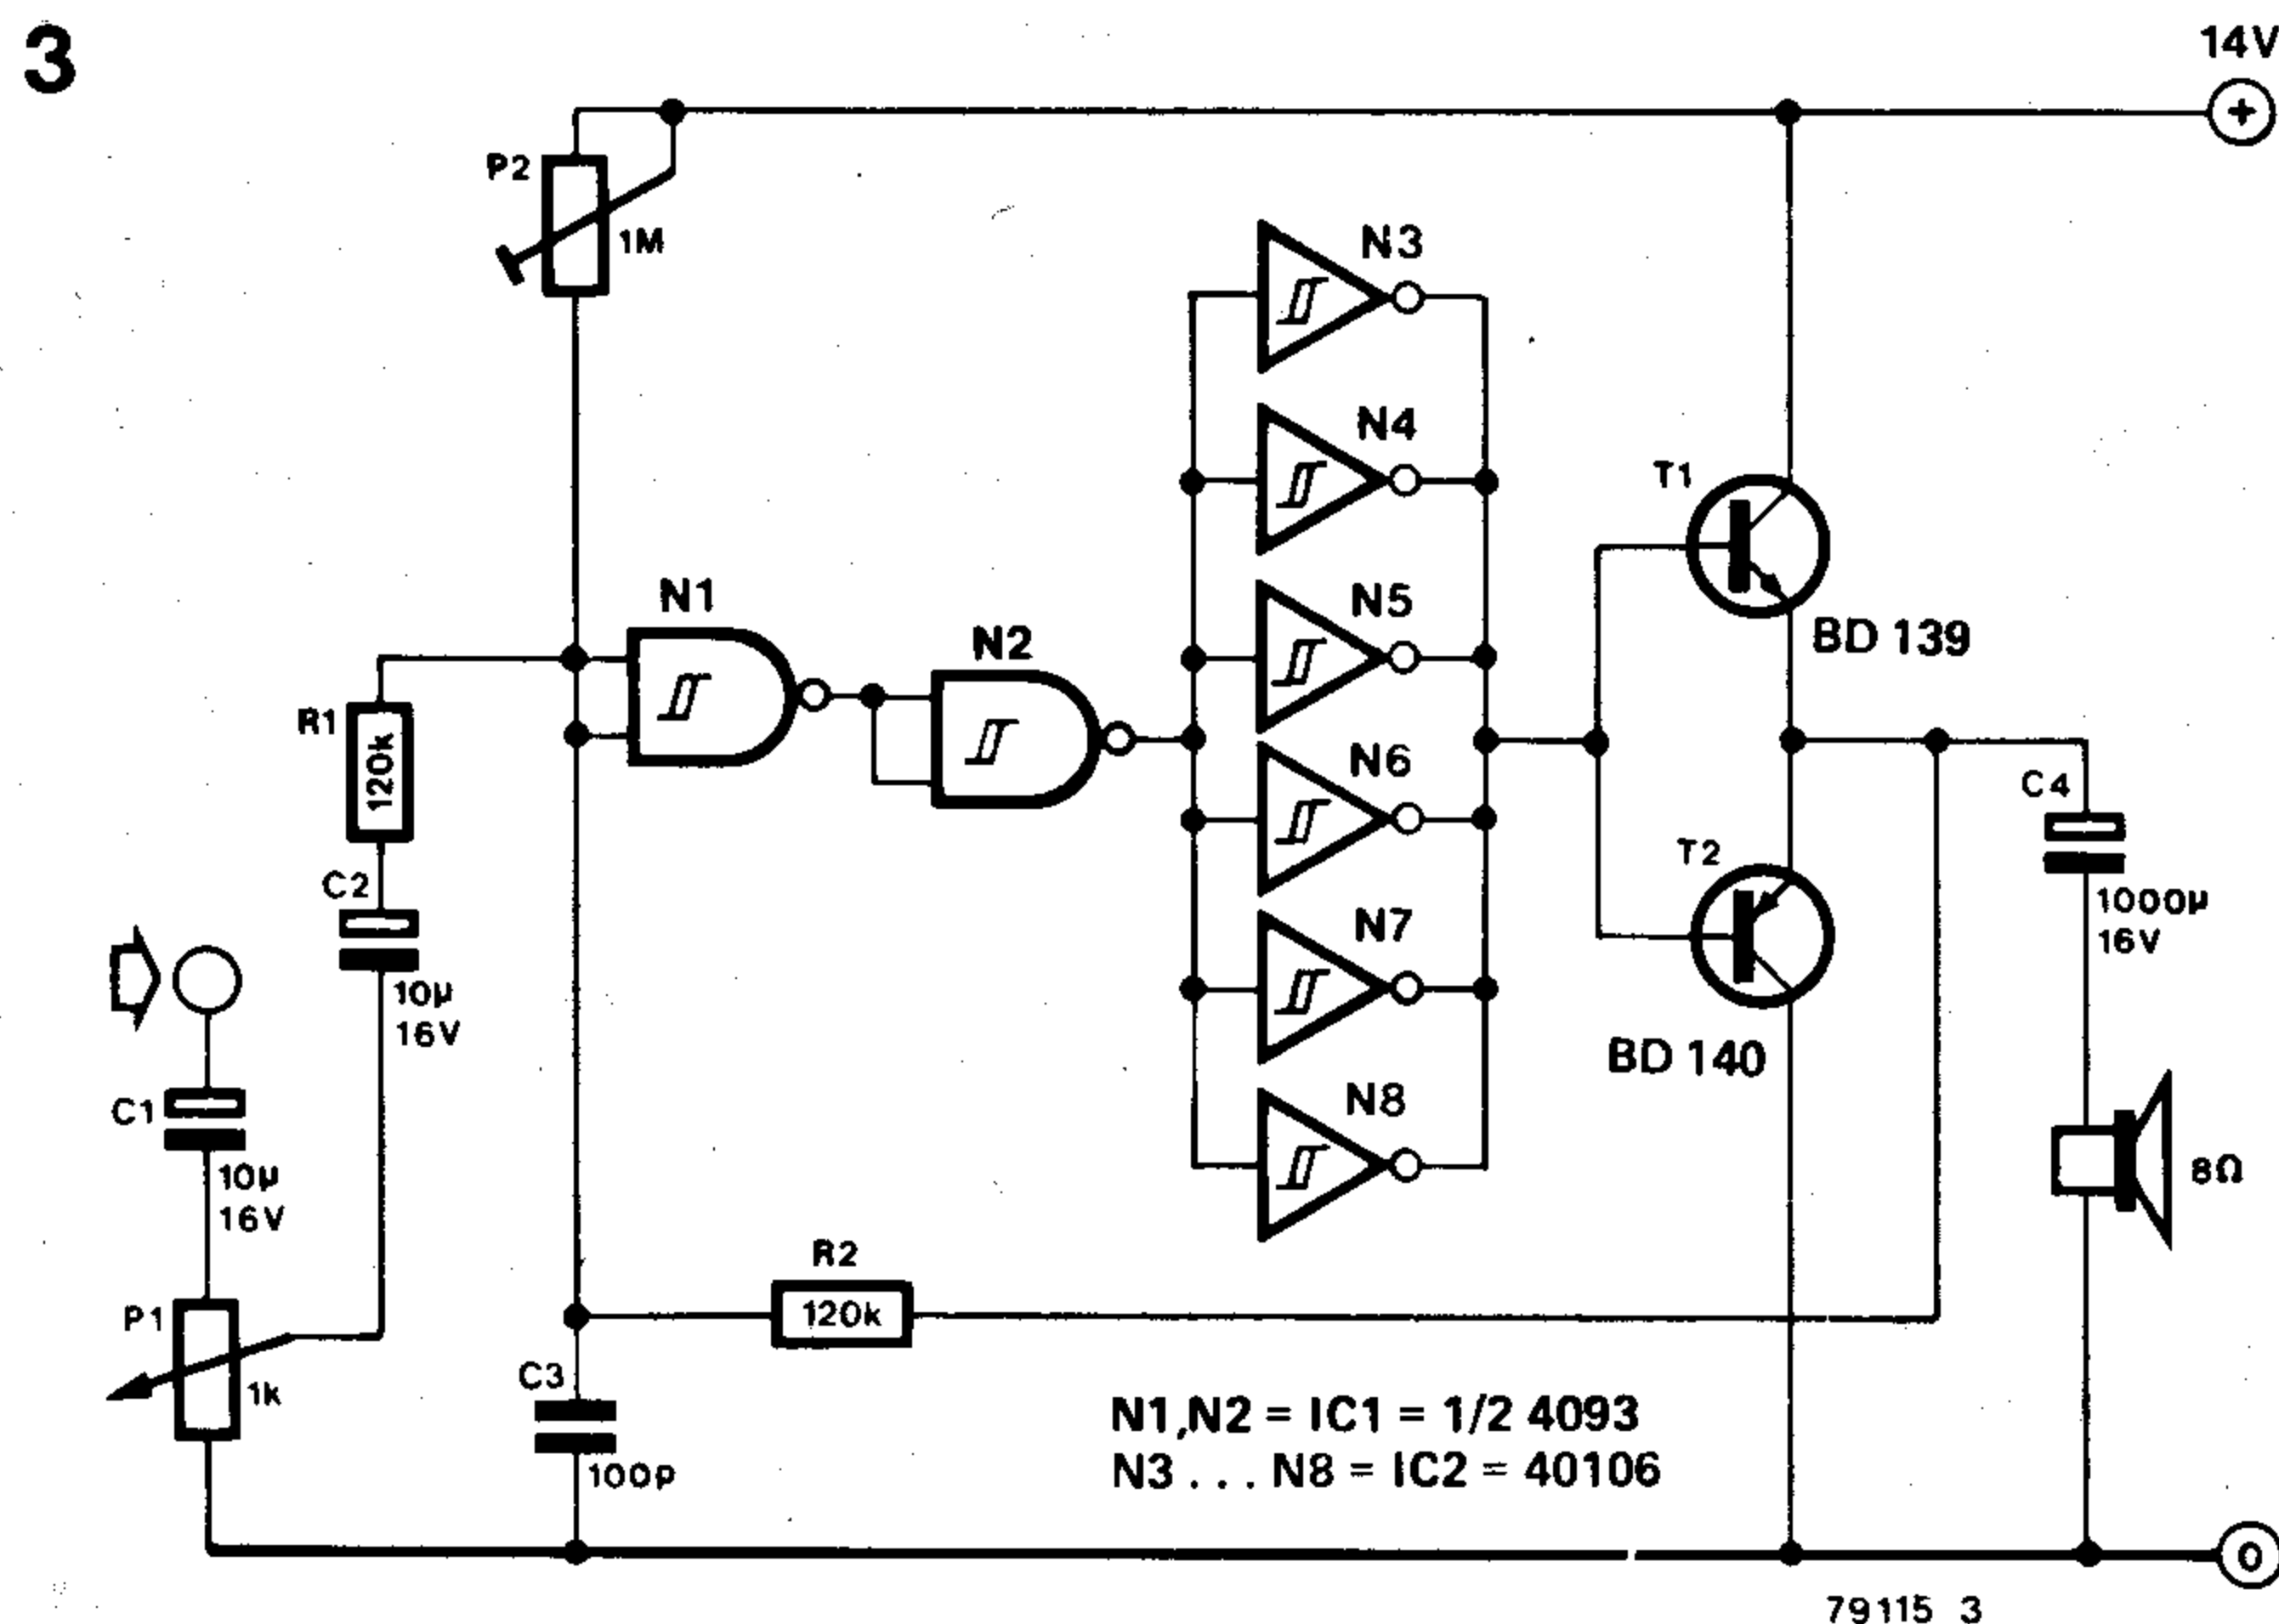 3
14V
+
P2
1M
N3
N4
T1
N1
N2
N5
BD 139
R1
120k
N6
C4
1000µ
16V
C2
10µ
16V
T2
N7
BD 140
C1
10µ
16V
N8
8Ω
R2
120k
P1
1k
C3
100p
N1,N2 = IC1 = 1/2 4093
N3 . . . N8 = IC2 = 40106
0
79115 3